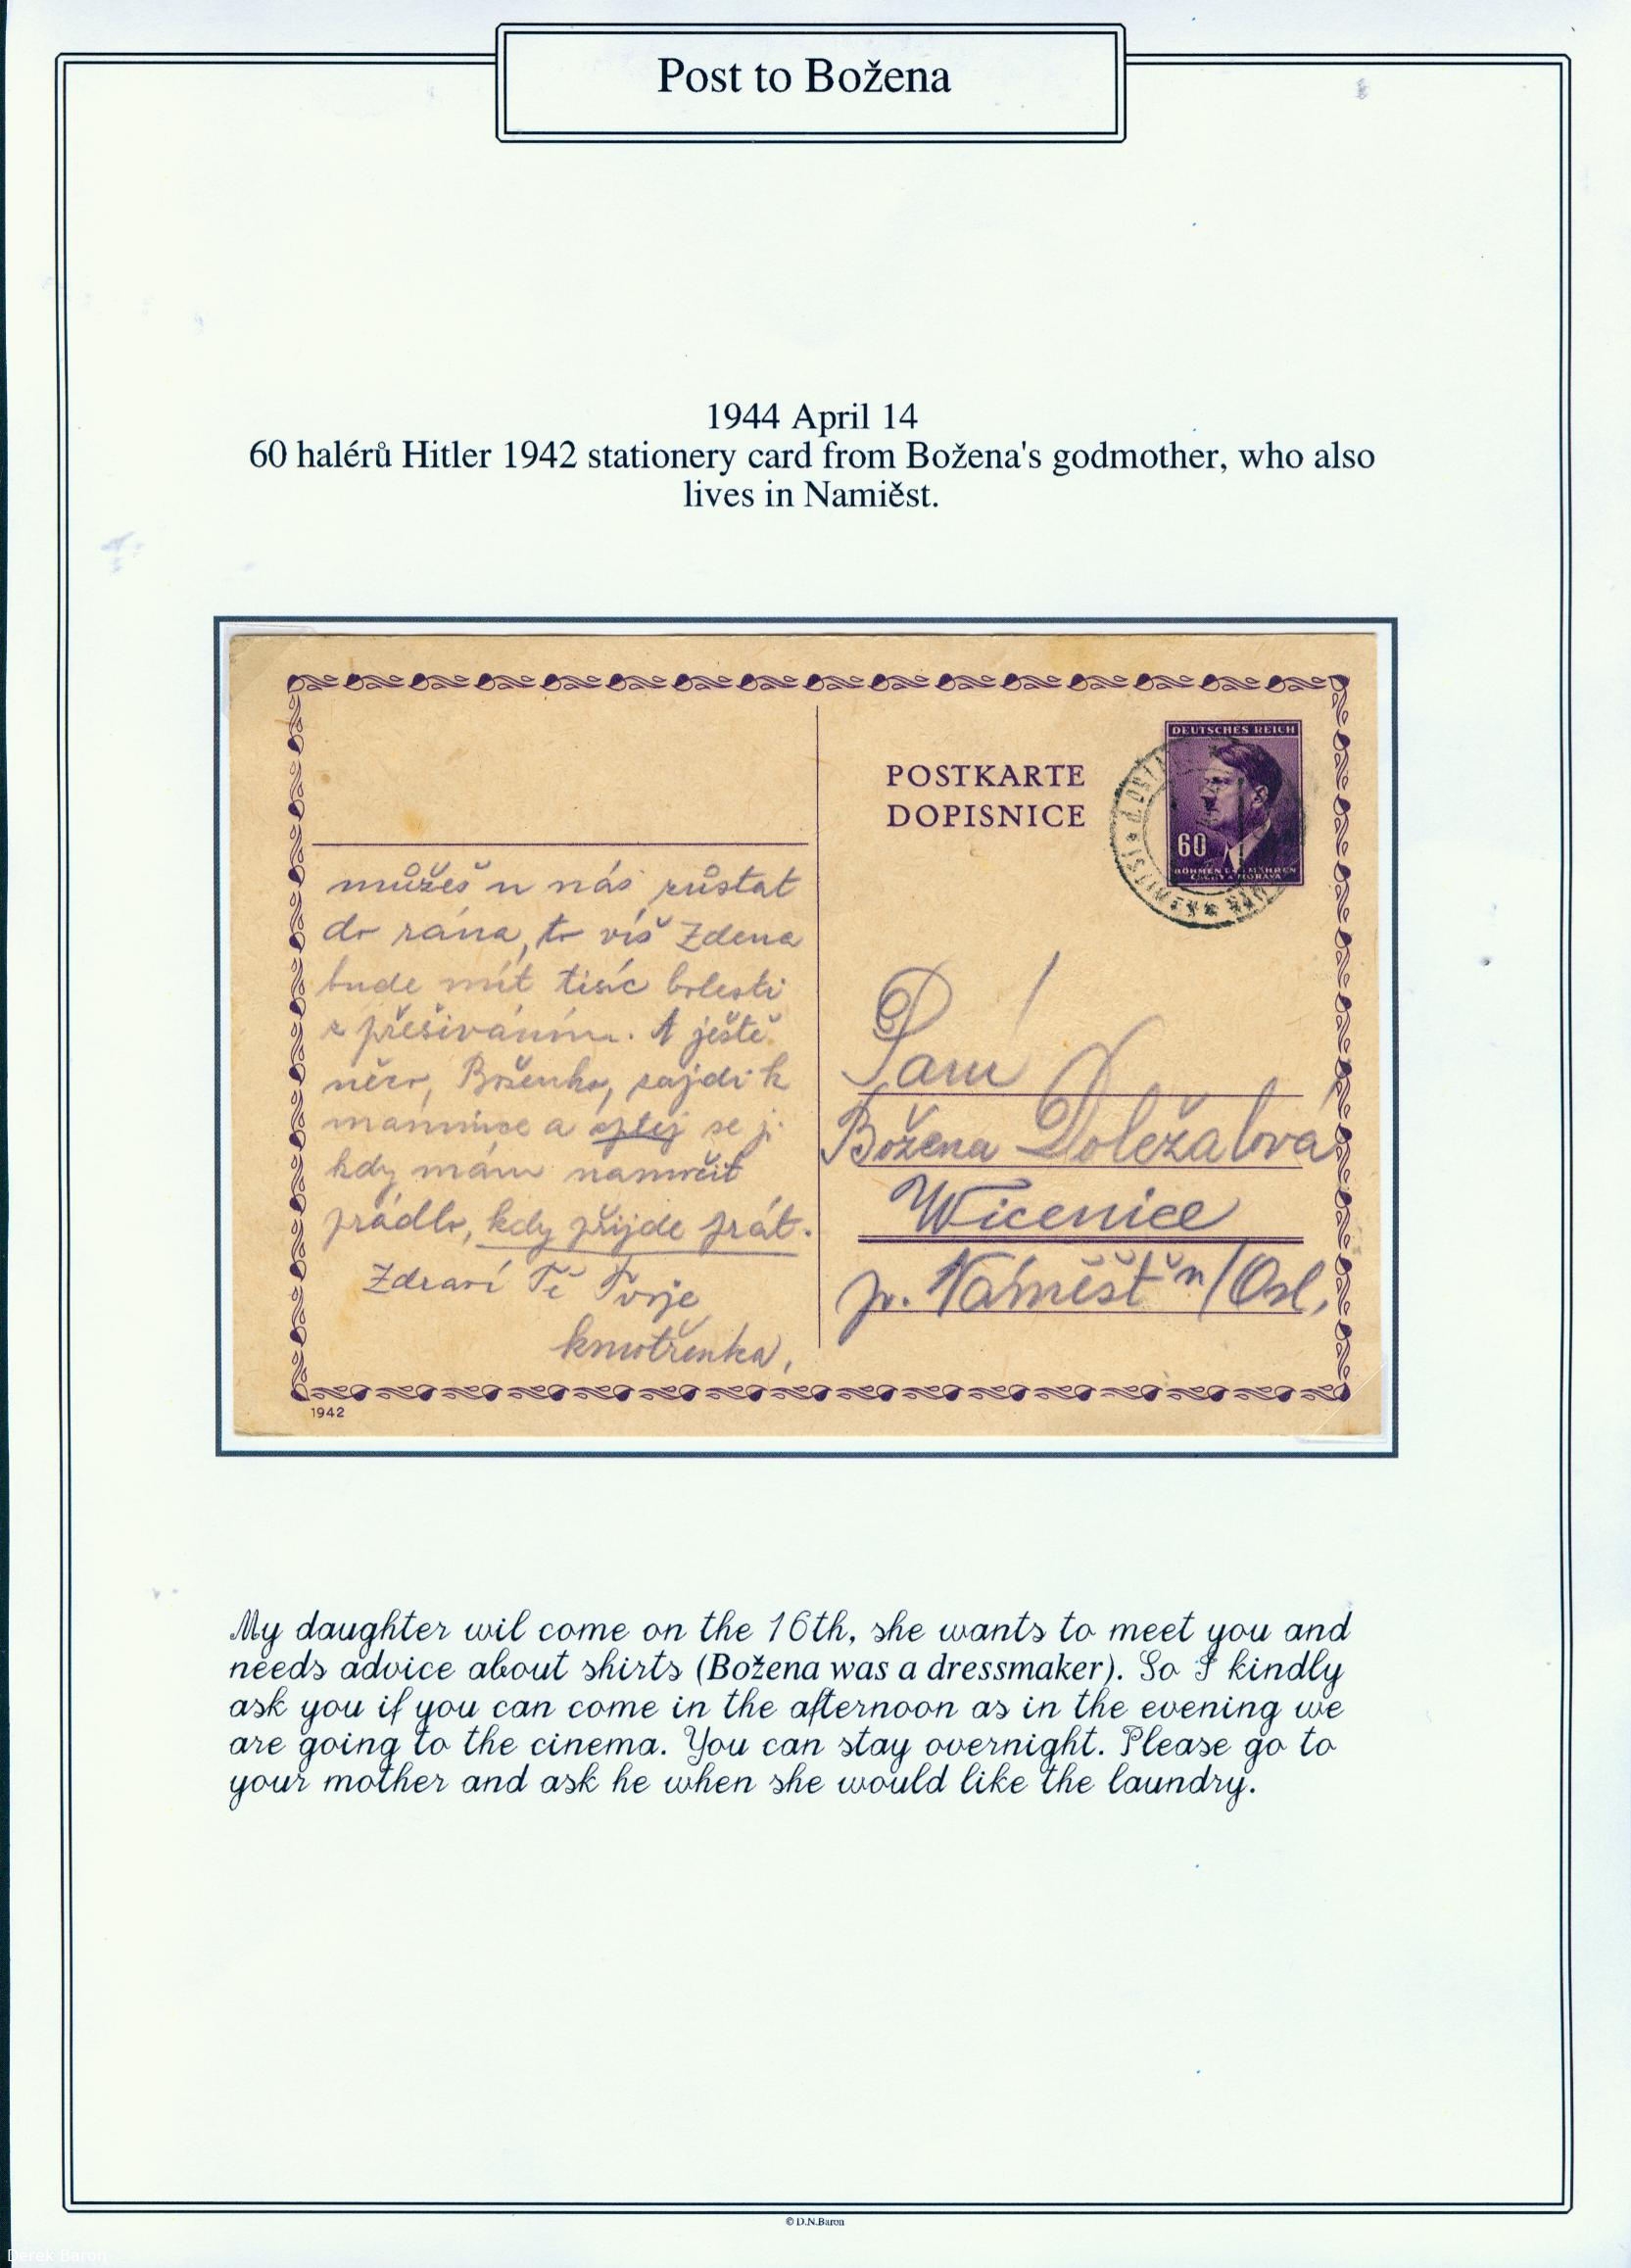 Post to Božena
1944 April 14
60 halérů Hitler 1942 stationery card from Božena's godmother, who also
lives in Namiěst.
můžeš u nás zůstat
do rána, to víš Zdena
bude mít tisíc bolestí
s přešíváním. A ještě
něco, Boženko, zajdi k
mamince a optej se jí
kdy mám namočit
prádlo, kdy přijde prát.
Zdraví Tě Tvoje
kmotřenka,
1942
POSTKARTE
DOPISNICE
DEUTSCHES REICH
60
BÖHMEN U. MÄHREN
ČECHY A MORAVA
Paní
Božena Doležalová
Wicenice
p. Náměšť n/Osl,
My daughter wil come on the 16th, she wants to meet you and
needs advice about shirts (Božena was a dressmaker). So I kindly
ask you if you can come in the afternoon as in the evening we
are going to the cinema. You can stay overnight. Please go to
your mother and ask he when she would like the laundry.
© D.N.Baron
Derek Baron